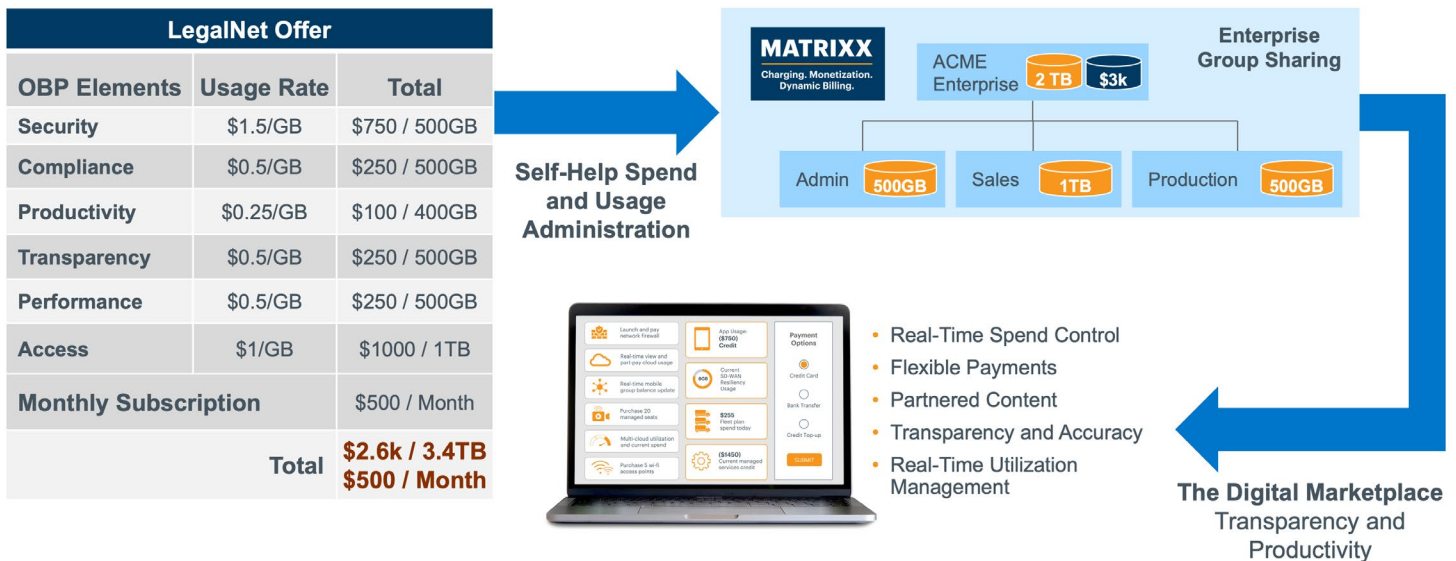 LegalNet Offer
OBP Elements Usage Rate Total
Security $1.5/GB $750 / 500GB
Compliance $0.5/GB $250 / 500GB
Productivity $0.25/GB $100 / 400GB
Transparency $0.5/GB $250 / 500GB
Performance $0.5/GB $250 / 500GB
Access $1/GB $1000 / 1TB
Monthly Subscription $500 / Month
Total $2.6k / 3.4TB
$500 / Month
Self-Help Spend
and Usage
Administration
MATRIXX
Charging. Monetization.
Dynamic Billing.
ACME
Enterprise
2 TB
$3k
Enterprise
Group Sharing
Admin 500GB
Sales 1TB
Production 500GB
Launch and pay
network firewall
Real-time view and
part-pay cloud usage
Real-time mobile
group balance update
Purchase 20
managed seats
Multi-cloud utilization
and current spend
Purchase 5 wi-fi
access points
App Usage:
($750)
Credit
Current
SD-WAN
Resiliency
Usage
$255
Fleet plan
spend today
($1450)
Current managed
services credit
Payment
Options
Credit Card
Bank Transfer
Credit Top-up
SUBMIT
• Real-Time Spend Control
• Flexible Payments
• Partnered Content
• Transparency and Accuracy
• Real-Time Utilization
Management
The Digital Marketplace
Transparency and
Productivity